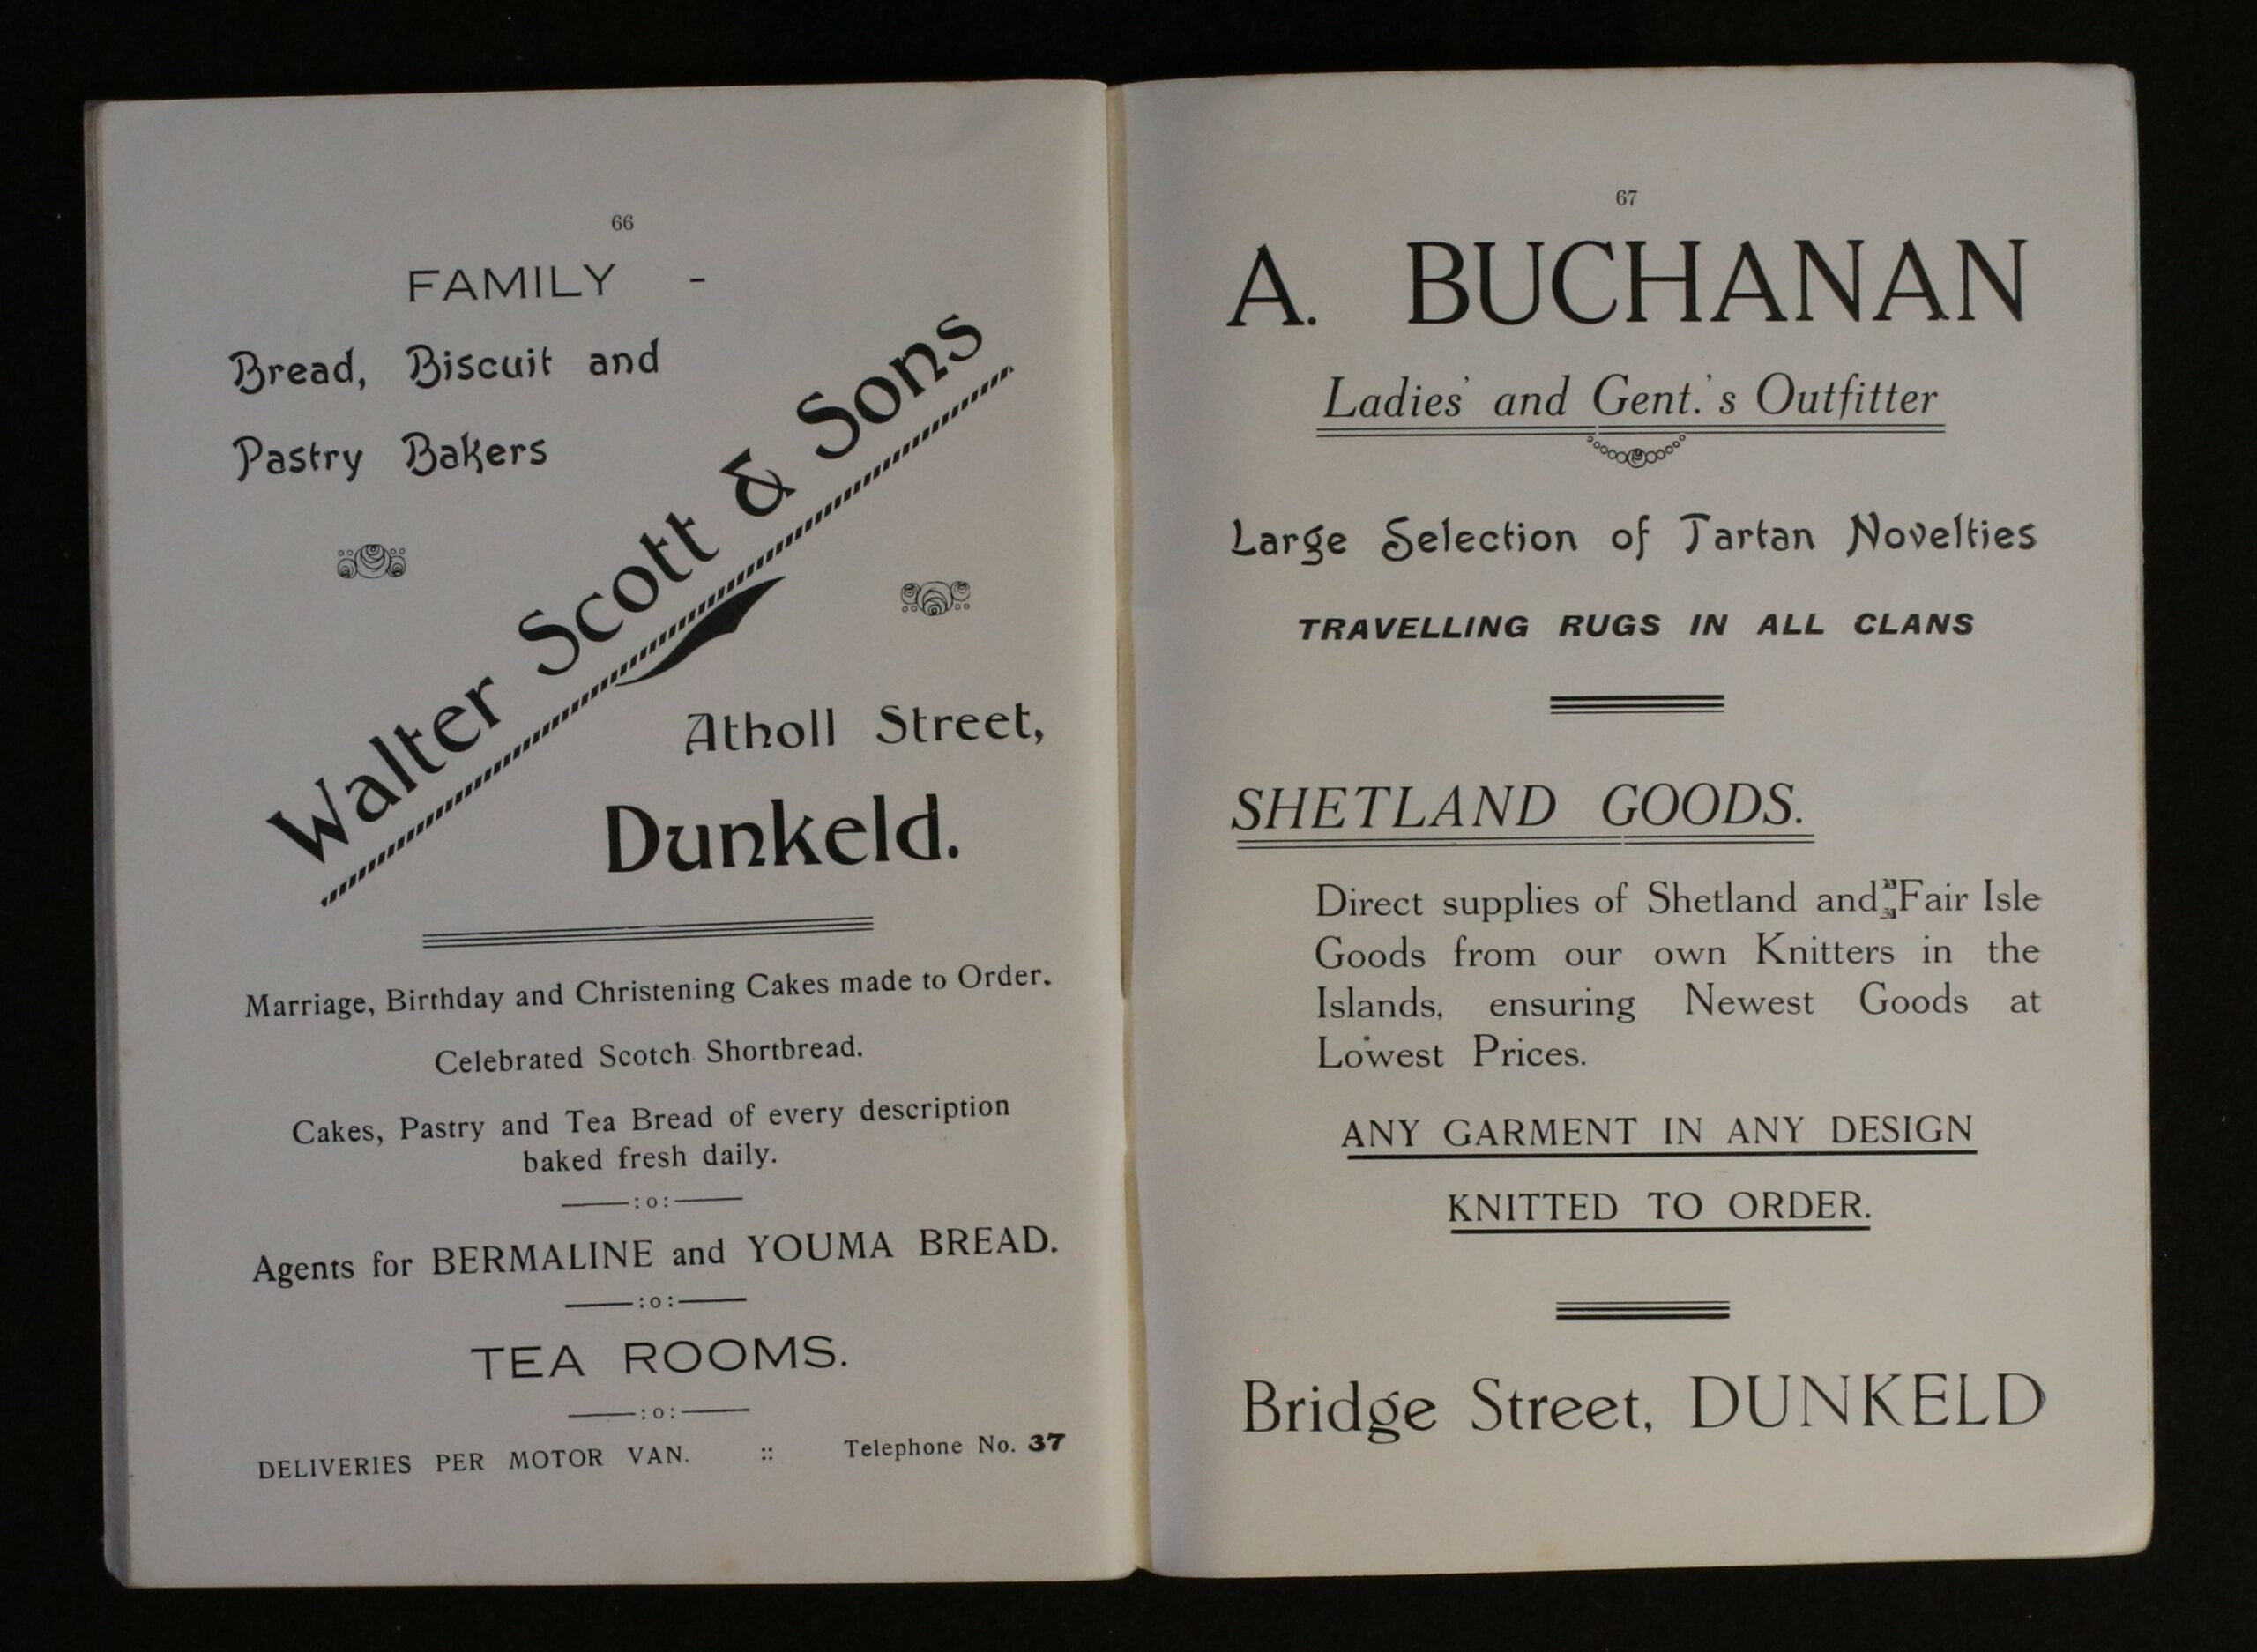 66
FAMILY -
Bread, Biscuit and
Pastry Bakers
Walter Scott & Sons
Atholl Street,
Dunkeld.
Marriage, Birthday and Christening Cakes made to Order.
Celebrated Scotch Shortbread.
Cakes, Pastry and Tea Bread of every description
baked fresh daily.
:o:
Agents for BERMALINE and YOUMA BREAD.
:o:
TEA ROOMS.
:o:
DELIVERIES PER MOTOR VAN. :: Telephone No. 37
67
A. BUCHANAN
Ladies' and Gent.'s Outfitter
Large Selection of Tartan Novelties
TRAVELLING RUGS IN ALL CLANS
SHETLAND GOODS.
Direct supplies of Shetland and Fair Isle
Goods from our own Knitters in the
Islands, ensuring Newest Goods at
Lowest Prices.
ANY GARMENT IN ANY DESIGN
KNITTED TO ORDER.
Bridge Street, DUNKELD